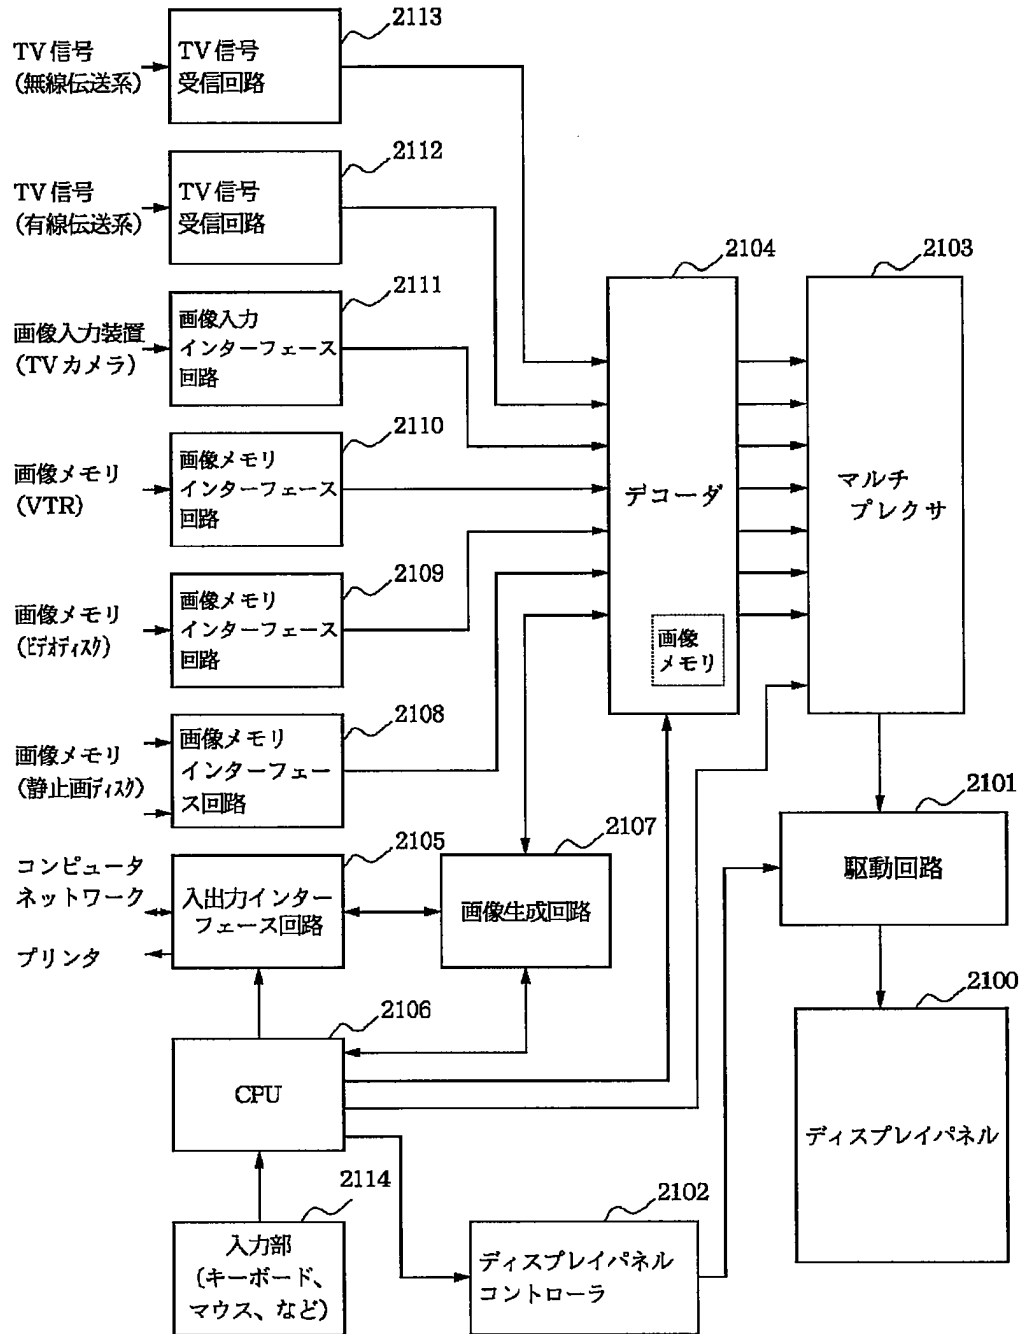 2113
TV信号
(無線伝送系)
TV信号
受信回路
2112
TV信号
(有線伝送系)
TV信号
受信回路
2111
画像入力装置
(TVカメラ)
画像入力
インターフェース
回路
2110
画像メモリ
(VTR)
画像メモリ
インターフェース
回路
2109
画像メモリ
(ビデオディスク)
画像メモリ
インターフェース
回路
2108
画像メモリ
(静止画ディスク)
画像メモリ
インターフェー
ス回路
2104
デコーダ
画像
メモリ
2103
マルチ
プレクサ
2105
コンピュータ
ネットワーク
プリンタ
入出力インター
フェース回路
2107
画像生成回路
2101
駆動回路
2106
CPU
2100
ディスプレイパネル
2114
入力部
(キーボード、
マウス、など)
2102
ディスプレイパネル
コントローラ